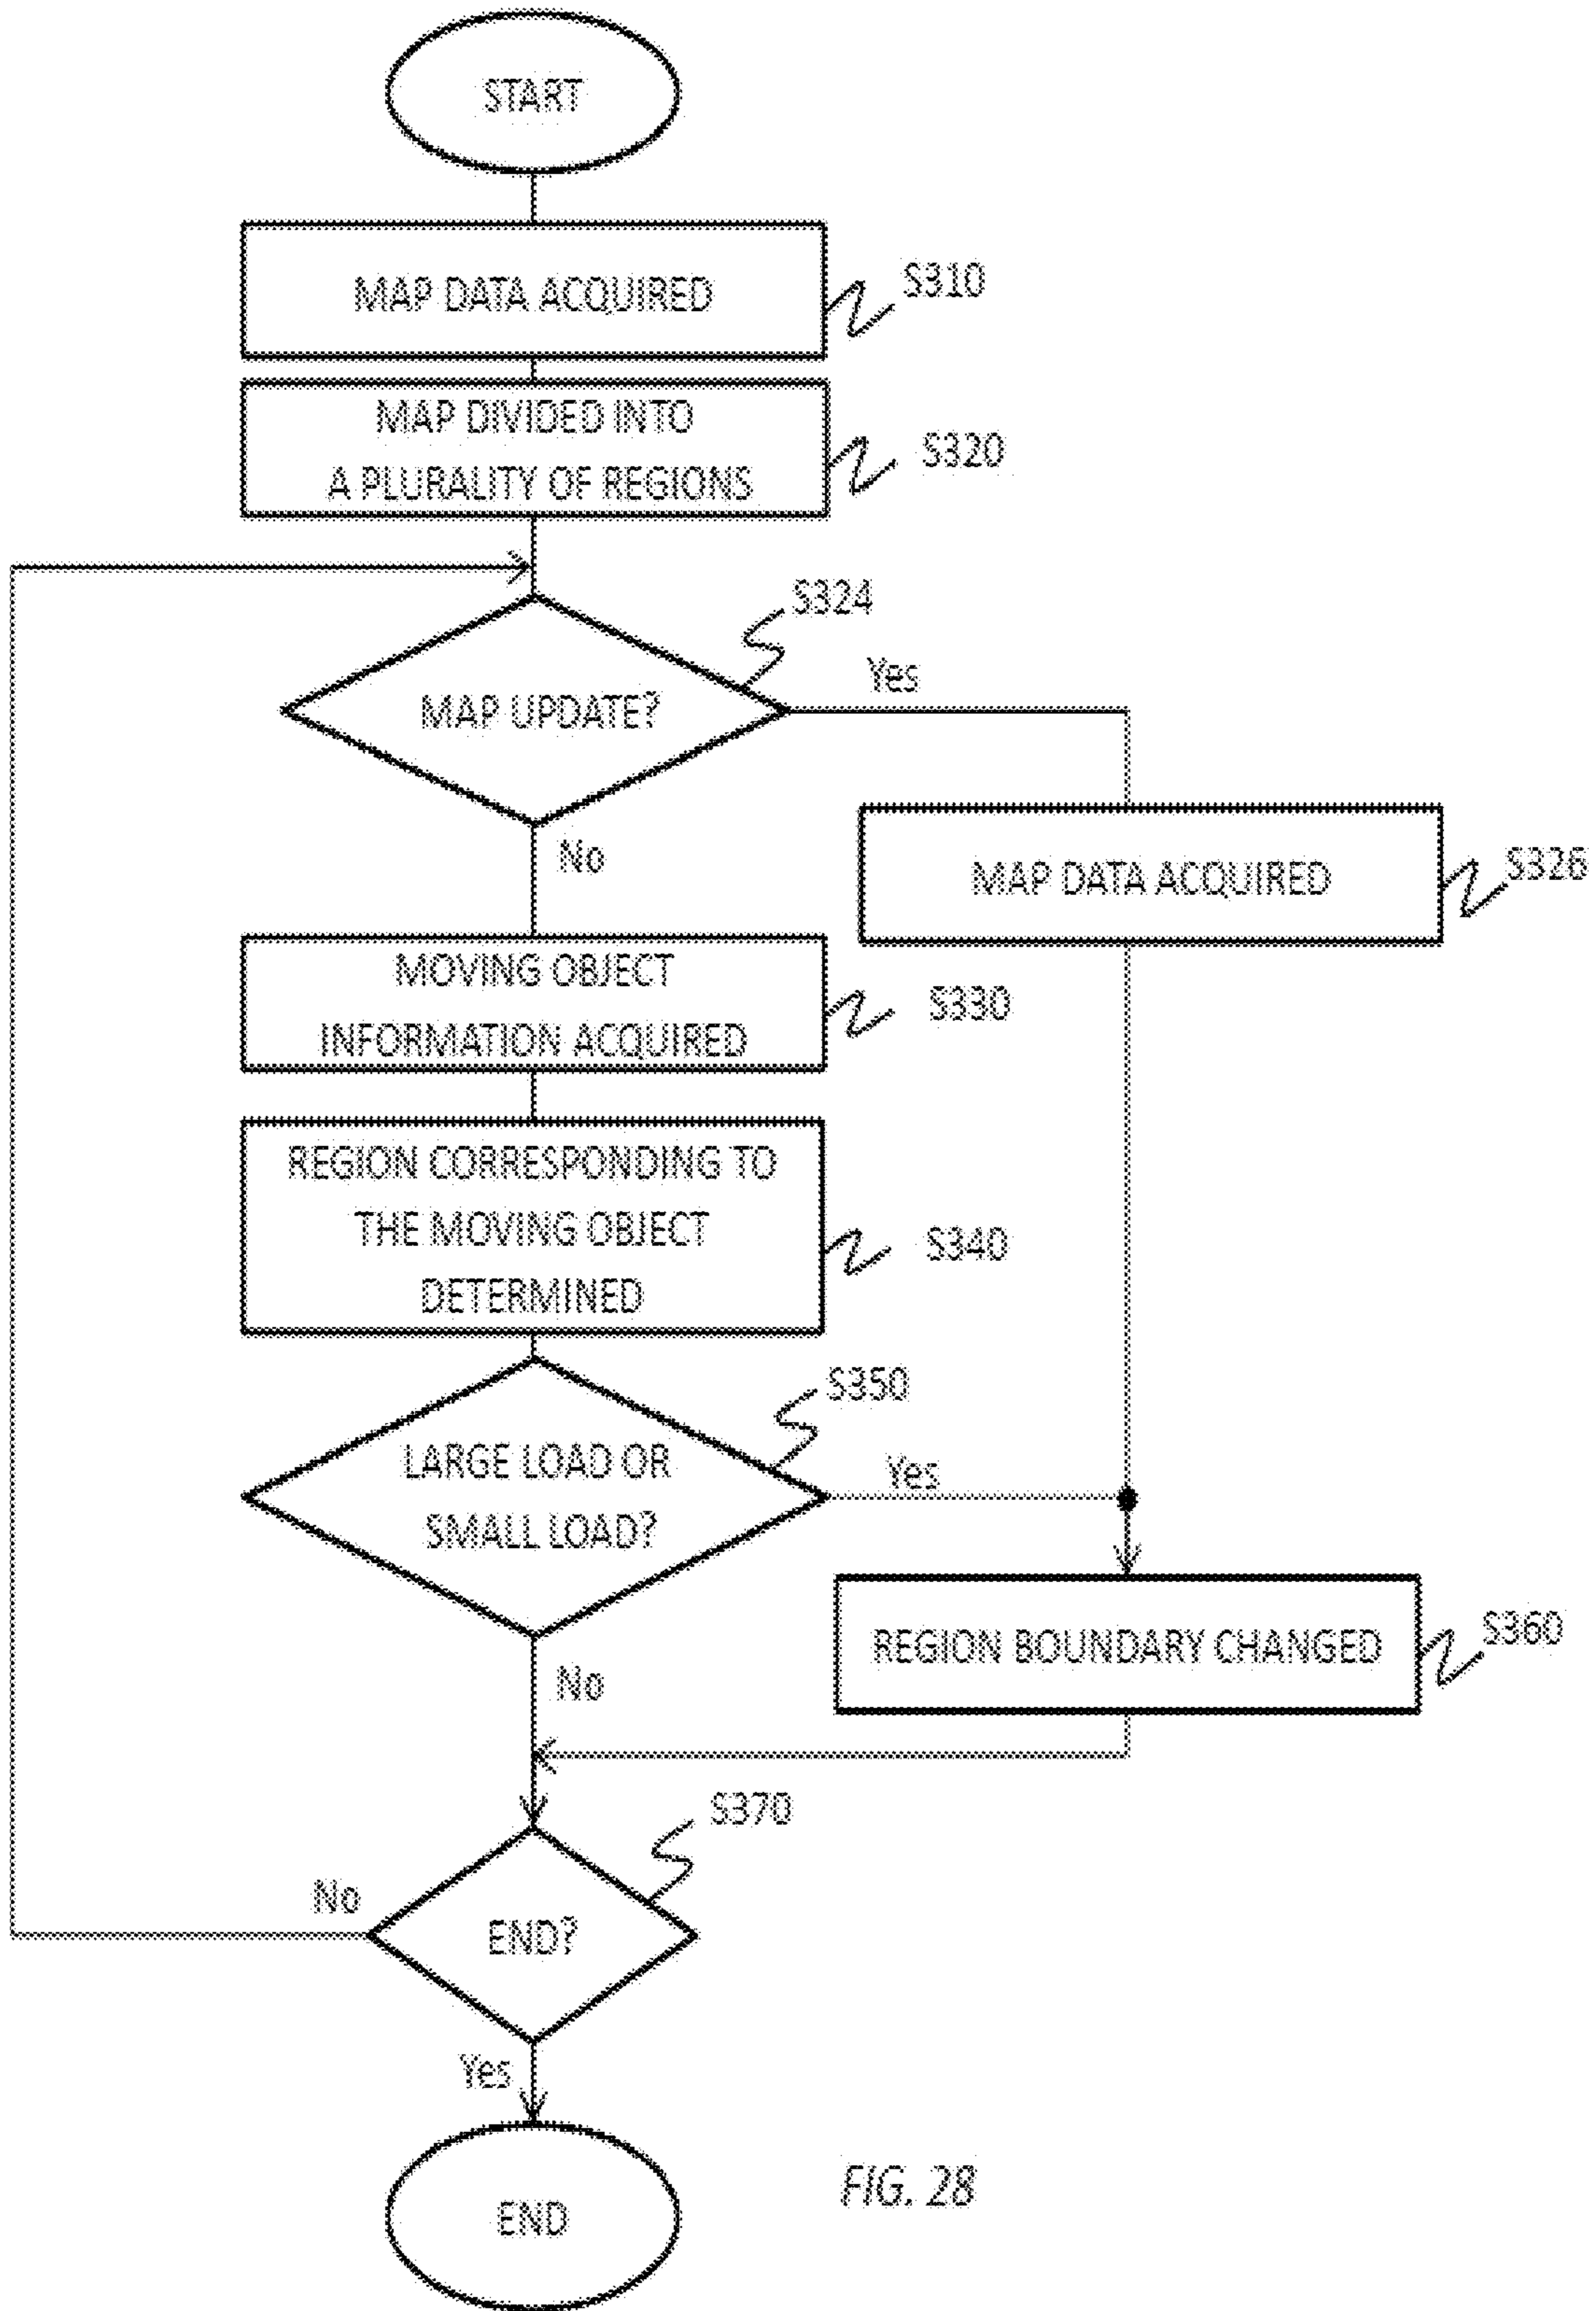 START
MAP DATA ACQUIRED
S310
MAP DIVIDED INTO
A PLURALITY OF REGIONS
S320
S324
MAP UPDATE?
Yes
No
MAP DATA ACQUIRED
S326
MOVING OBJECT
INFORMATION ACQUIRED
S330
REGION CORRESPONDING TO
THE MOVING OBJECT
DETERMINED
S340
S350
LARGE LOAD OR
SMALL LOAD?
Yes
No
REGION BOUNDARY CHANGED
S360
S370
END?
No
Yes
END
FIG. 28